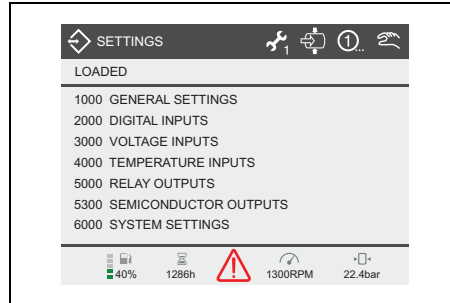 SETTINGS
1
1...
LOADED
1000 GENERAL SETTINGS
2000 DIGITAL INPUTS
3000 VOLTAGE INPUTS
4000 TEMPERATURE INPUTS
5000 RELAY OUTPUTS
5300 SEMICONDUCTOR OUTPUTS
6000 SYSTEM SETTINGS
40% 1286h 1300RPM 22.4bar